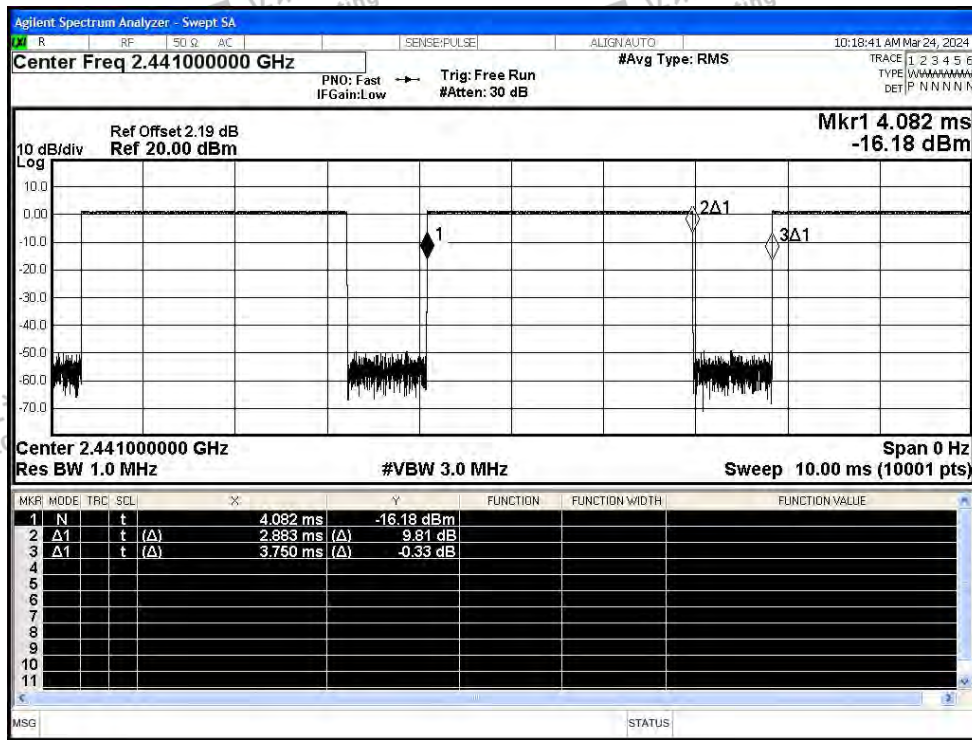 Agilent Spectrum Analyzer - Swept SA
R RF 50 Ω AC SENSE:PULSE ALIGN AUTO 10:18:41 AM Mar 24, 2024
Center Freq 2.441000000 GHz #Avg Type: RMS TRACE 1 2 3 4 5 6
PNO: Fast Trig: Free Run TYPE WWWWWW
IFGain:Low #Atten: 30 dB DET P N N N N N
Mkr1 4.082 ms
Ref Offset 2.19 dB
10 dB/div Ref 20.00 dBm -16.18 dBm
Log
10.0
0.00
-10.0
-20.0
-30.0
-40.0
-50.0
-60.0
-70.0
1
2Δ1
3Δ1
Center 2.441000000 GHz Span 0 Hz
Res BW 1.0 MHz #VBW 3.0 MHz Sweep 10.00 ms (10001 pts)
MKR MODE TRC SCL X Y FUNCTION FUNCTION WIDTH FUNCTION VALUE
1 N t 4.082 ms -16.18 dBm
2 Δ1 t (Δ) 2.883 ms (Δ) 9.81 dB
3 Δ1 t (Δ) 3.750 ms (Δ) -0.33 dB
4
5
6
7
8
9
10
11
MSG STATUS